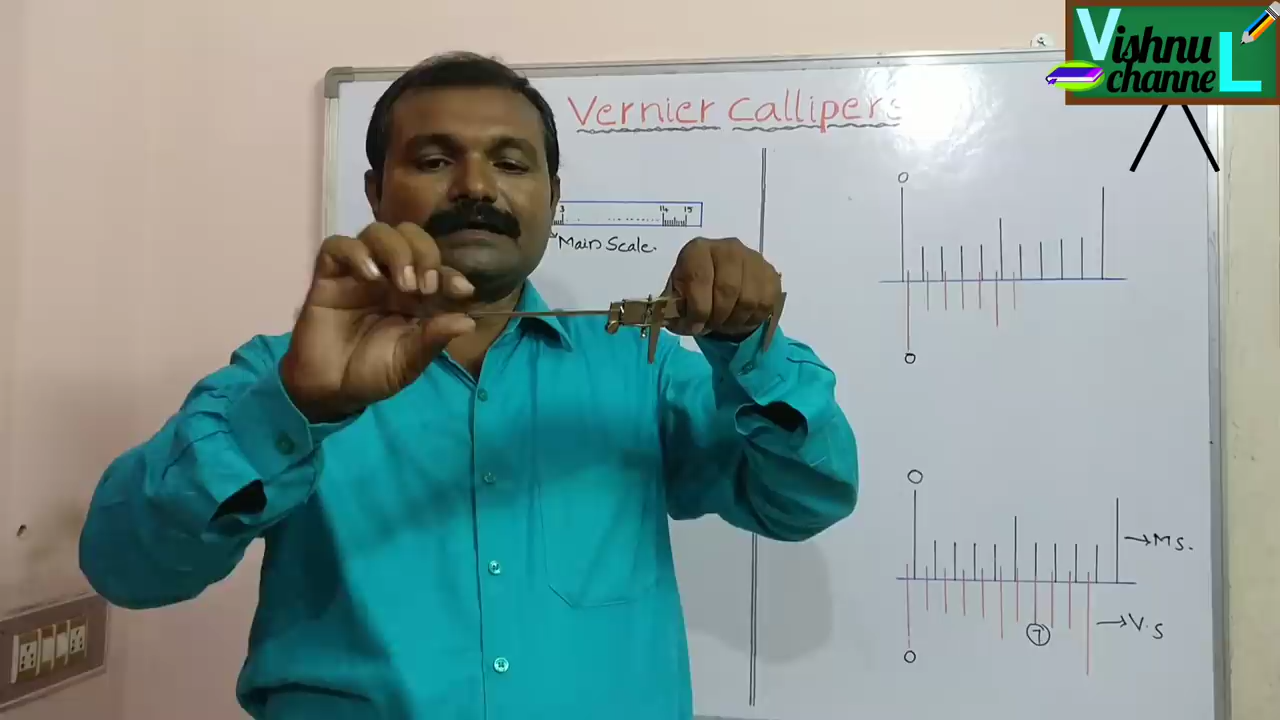 Vishnu
channeL
Vernier Callipers
3 14 15
Main Scale.
0
0
0
→M S.
→V.S
7
0